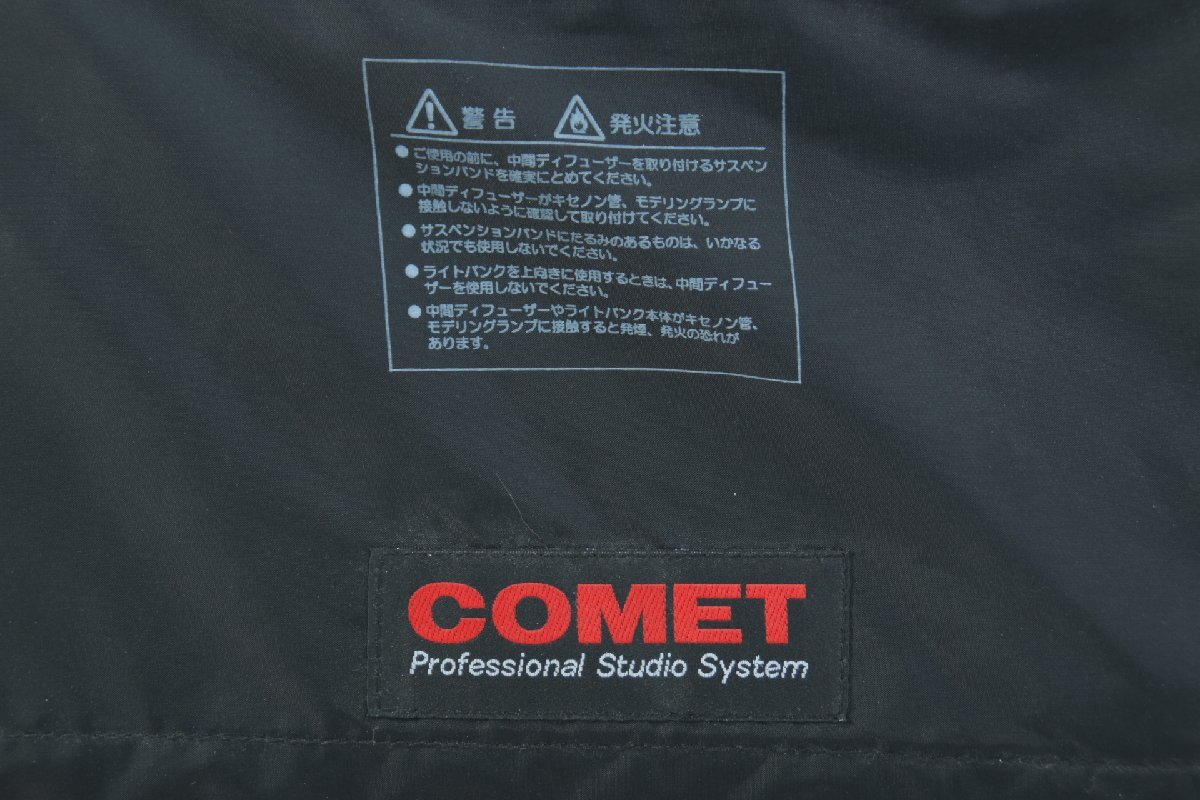 警告 発火注意
●ご使用の前に、中間ディフューザーを取り付けるサスペン
ションバンドを確実にとめてください。
●中間ディフューザーがキセノン管、モデリングランプに
接触しないように確認して取り付けてください。
●サスペンションバンドにたるみのあるものは、いかなる
状況でも使用しないでください。
●ライトバンクを上向きに使用するときは、中間ディフュー
ザーを使用しないでください。
●中間ディフューザーやライトバンク本体がキセノン管、
モデリングランプに接触すると発煙、発火の恐れが
あります。
COMET
Professional Studio System